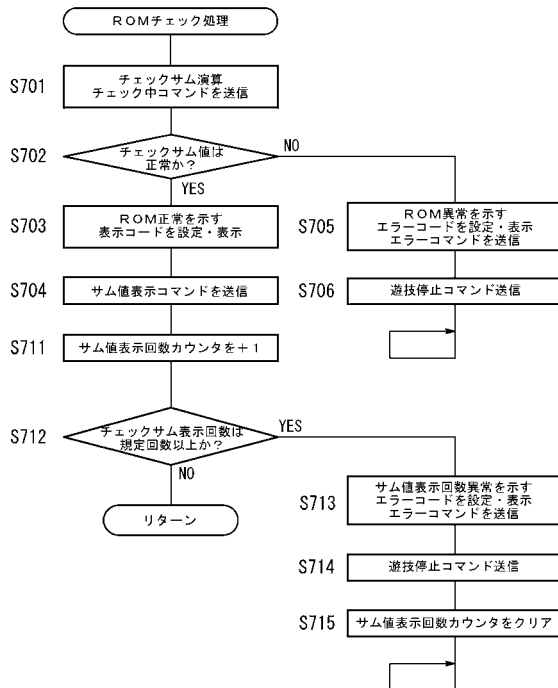 ROMチェック処理
S701
チェックサム演算
チェック中コマンドを送信
S702
チェックサム値は
正常か？
NO
YES
S703
ROM正常を示す
表示コードを設定・表示
S705
ROM異常を示す
エラーコードを設定・表示
エラーコマンドを送信
S704
サム値表示コマンドを送信
S706
遊技停止コマンド送信
S711
サム値表示回数カウンタを＋１
S712
チェックサム表示回数は
規定回数以上か？
YES
NO
リターン
S713
サム値表示回数異常を示す
エラーコードを設定・表示
エラーコマンドを送信
S714
遊技停止コマンド送信
S715
サム値表示回数カウンタをクリア